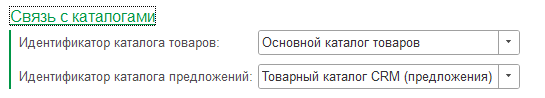 Связь с каталогами
Идентификатор каталога товаров: Основной каталог товаров
Идентификатор каталога предложений: Товарный каталог CRM (предложения)